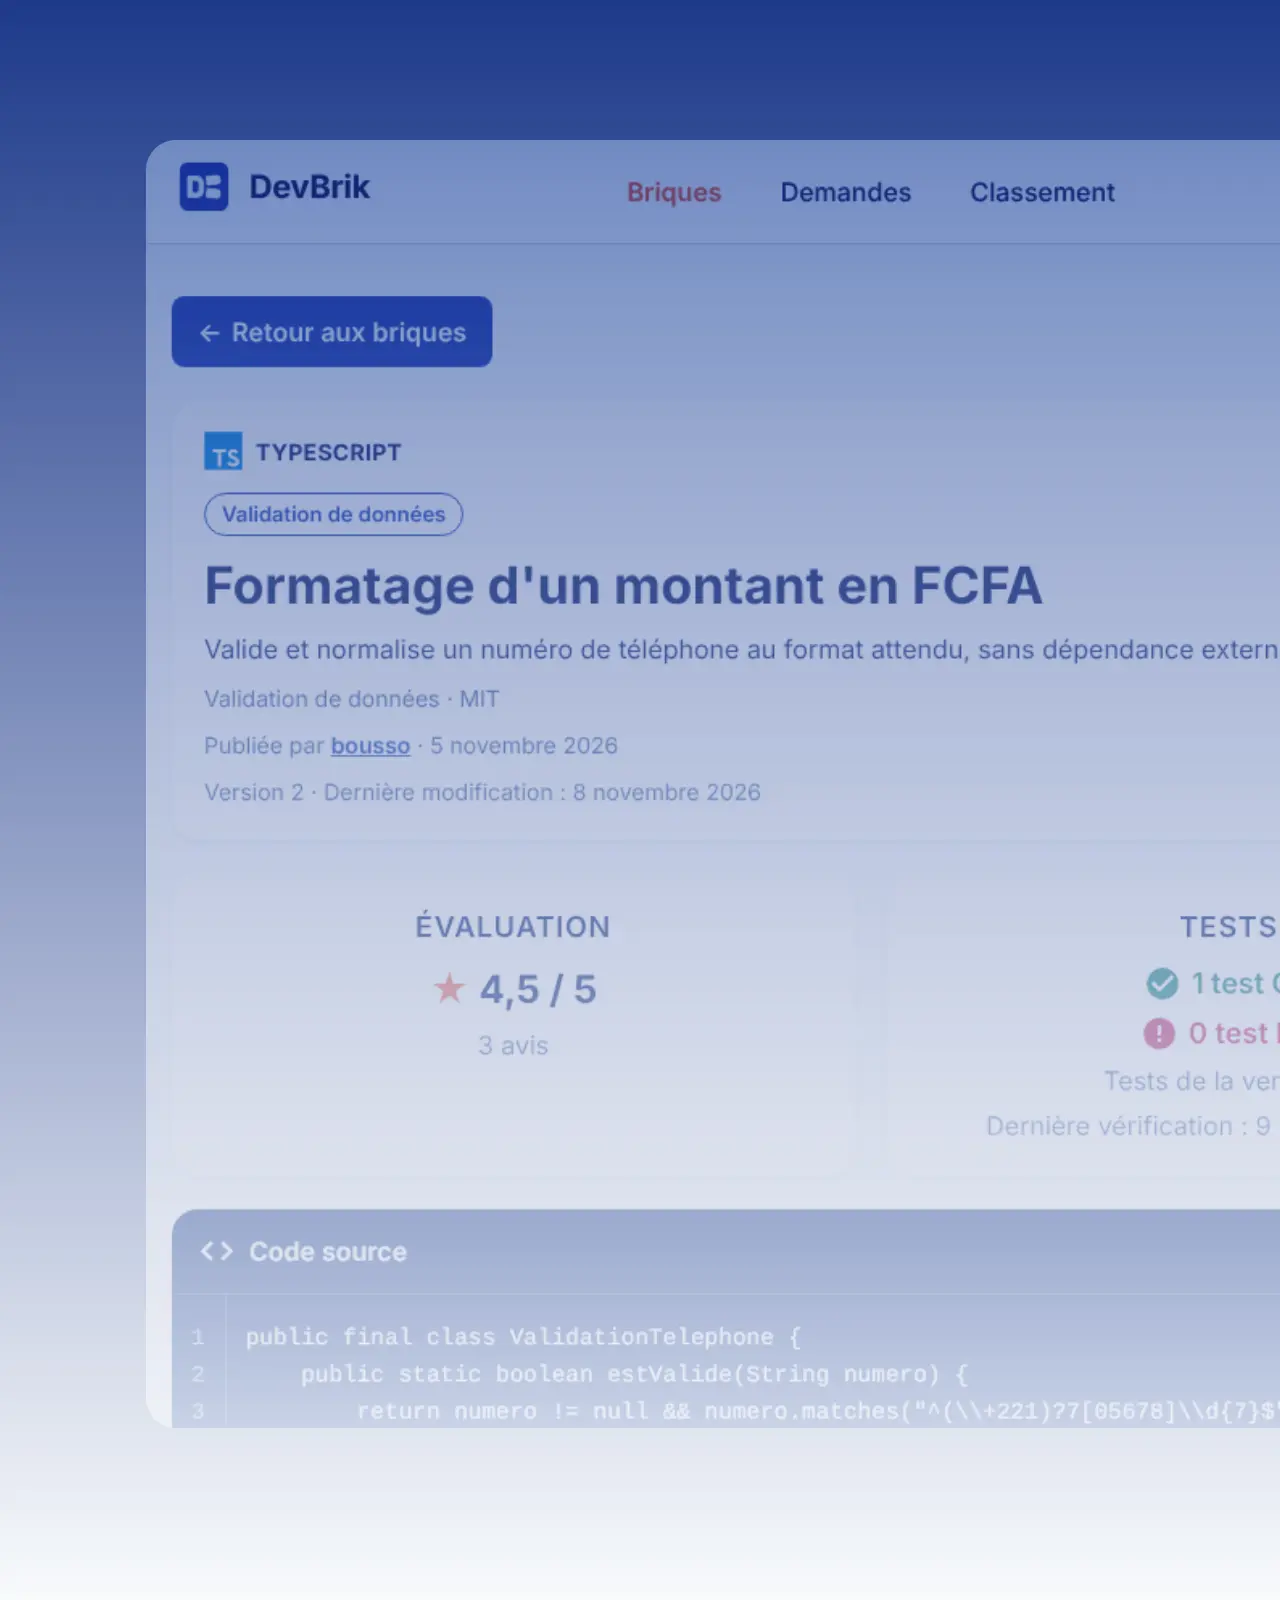 DevBrik
Briques
Demandes
Classement
← Retour aux briques
TS
TYPESCRIPT
Validation de données
Formatage d'un montant en FCFA
Valide et normalise un numéro de téléphone au format attendu, sans dépendance extern
Validation de données · MIT
Publiée par bousso · 5 novembre 2026
Version 2 · Dernière modification : 8 novembre 2026
ÉVALUATION
★ 4,5 / 5
3 avis
TESTS
1 test
0 test
Tests de la ver
Dernière vérification : 9
<> Code source
1 public final class ValidationTelephone {
2 public static boolean estValide(String numero) {
3 return numero != null && numero.matches("^(\\+221)?7[05678]\\d{7}$"